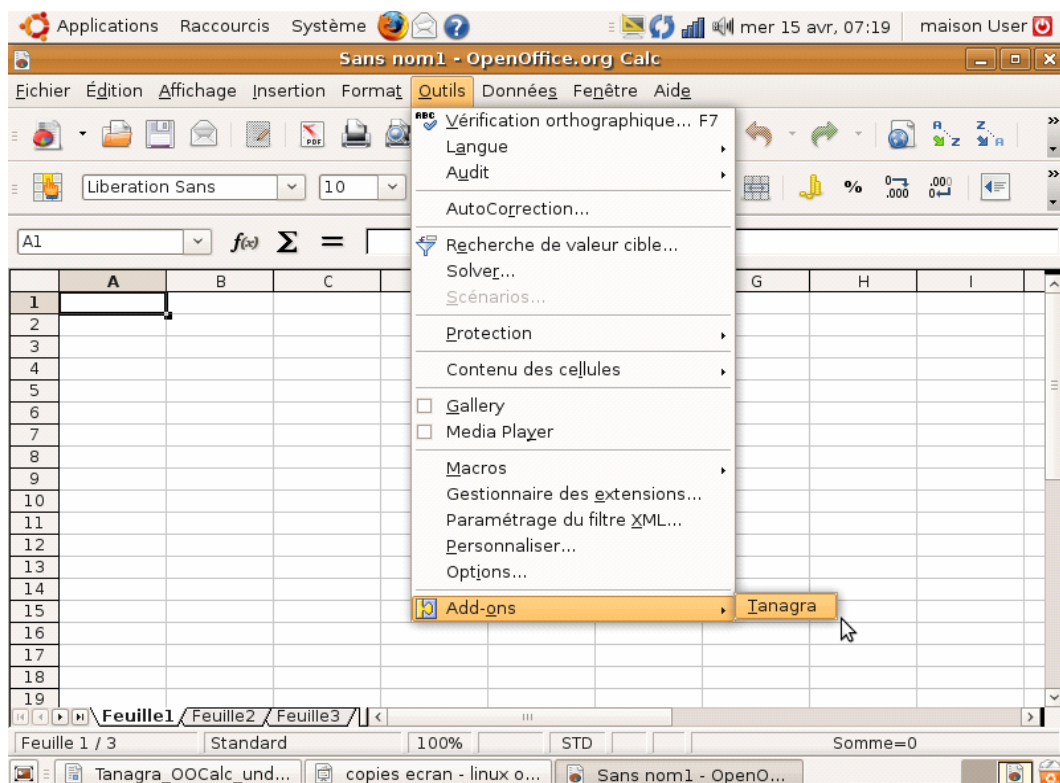 Applications Raccourcis Système mer 15 avr, 07:19 maison User
Sans nom1 - OpenOffice.org Calc
Fichier Édition Affichage Insertion Format Outils Données Fenêtre Aide
ABC Vérification orthographique... F7
Langue
Audit
AutoCorrection...
Recherche de valeur cible...
Solver...
Scénarios...
Protection
Contenu des cellules
Gallery
Media Player
Macros
Gestionnaire des extensions...
Paramétrage du filtre XML...
Personnaliser...
Options...
Add-ons
Tanagra
PDF
Liberation Sans 10 % .000 .000
A1 f(x) Σ =
A B C G H I
1
2
3
4
5
6
7
8
9
10
11
12
13
14
15
16
17
18
19
Feuille1 Feuille2 Feuille3
Feuille 1 / 3 Standard 100% STD Somme=0
Tanagra_OOCalc_und... copies ecran - linux o... Sans nom1 - OpenO...